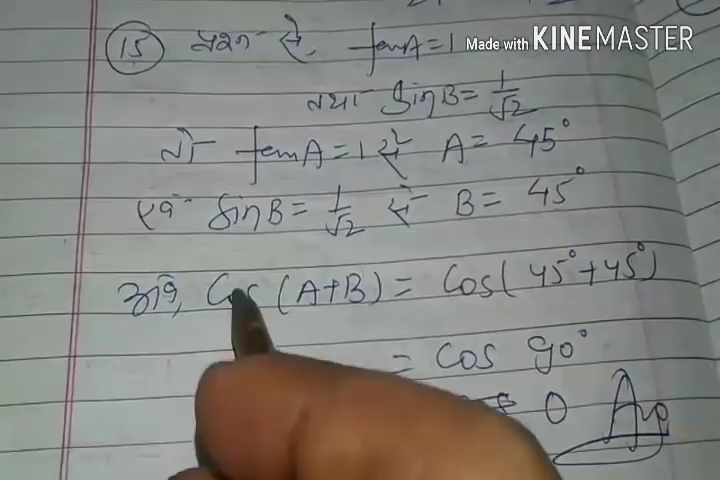 15 प्रश्न से, tanA = 1
Made with KINEMASTER
तथा SinB = 1/√2
तो tanA = 1 से A = 45°
एवं SinB = 1/√2 से B = 45°
अब, Cos (A+B) = Cos( 45° + 45° )
= Cos 90°
= 0 Ans